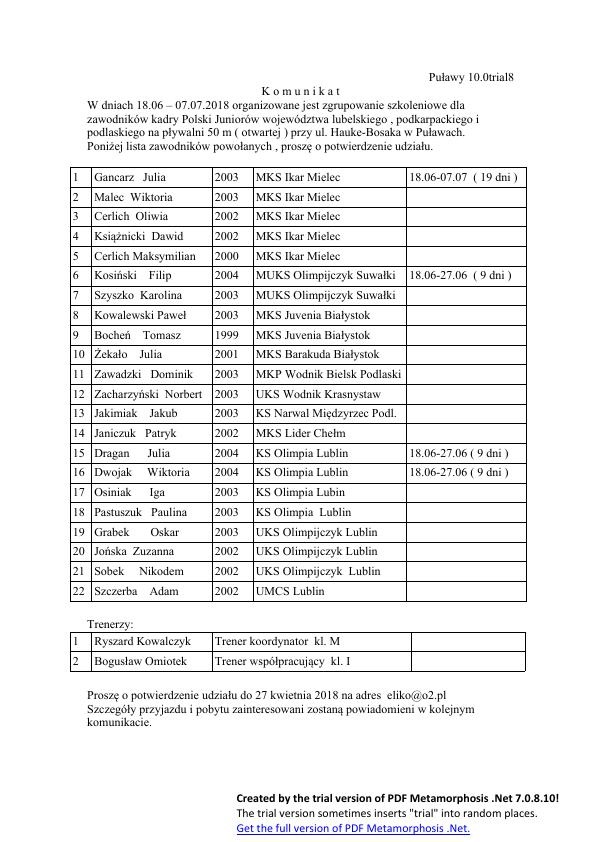 Puławy 10.0trial8
K o m u n i k a t
W dniach 18.06 – 07.07.2018 organizowane jest zgrupowanie szkoleniowe dla
zawodników kadry Polski Juniorów województwa lubelskiego , podkarpackiego i
podlaskiego na pływalni 50 m ( otwartej ) przy ul. Hauke-Bosaka w Puławach.
Poniżej lista zawodników powołanych , proszę o potwierdzenie udziału.
1 Gancarz Julia 2003 MKS Ikar Mielec 18.06-07.07 ( 19 dni )
2 Malec Wiktoria 2003 MKS Ikar Mielec
3 Cerlich Oliwia 2002 MKS Ikar Mielec
4 Książnicki Dawid 2002 MKS Ikar Mielec
5 Cerlich Maksymilian 2000 MKS Ikar Mielec
6 Kosiński Filip 2004 MUKS Olimpijczyk Suwałki 18.06-27.06 ( 9 dni )
7 Szyszko Karolina 2003 MUKS Olimpijczyk Suwałki
8 Kowalewski Paweł 2003 MKS Juvenia Białystok
9 Bocheń Tomasz 1999 MKS Juvenia Białystok
10 Żekało Julia 2001 MKS Barakuda Białystok
11 Zawadzki Dominik 2003 MKP Wodnik Bielsk Podlaski
12 Zacharzyński Norbert 2003 UKS Wodnik Krasnystaw
13 Jakimiak Jakub 2003 KS Narwal Międzyrzec Podl.
14 Janiczuk Patryk 2002 MKS Lider Chełm
15 Dragan Julia 2004 KS Olimpia Lublin 18.06-27.06 ( 9 dni )
16 Dwojak Wiktoria 2004 KS Olimpia Lublin 18.06-27.06 ( 9 dni )
17 Osiniak Iga 2003 KS Olimpia Lubin
18 Pastuszuk Paulina 2003 KS Olimpia Lublin
19 Grabek Oskar 2003 UKS Olimpijczyk Lublin
20 Jońska Zuzanna 2002 UKS Olimpijczyk Lublin
21 Sobek Nikodem 2002 UKS Olimpijczyk Lublin
22 Szczerba Adam 2002 UMCS Lublin
Trenerzy:
1 Ryszard Kowalczyk Trener koordynator kl. M
2 Bogusław Omiotek Trener współpracujący kl. I
Proszę o potwierdzenie udziału do 27 kwietnia 2018 na adres eliko@o2.pl
Szczegóły przyjazdu i pobytu zainteresowani zostaną powiadomieni w kolejnym
komunikacie.
Created by the trial version of PDF Metamorphosis .Net 7.0.8.10!
The trial version sometimes inserts "trial" into random places.
Get the full version of PDF Metamorphosis .Net.